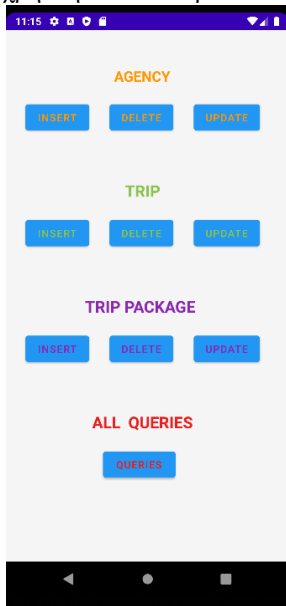 11:15
AGENCY
INSERT DELETE UPDATE
TRIP
INSERT DELETE UPDATE
TRIP PACKAGE
INSERT DELETE UPDATE
ALL QUERIES
QUERIES